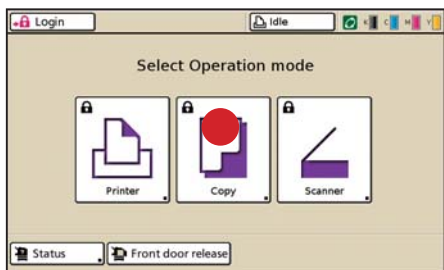 Login
Idle
K C M Y
Select Operation mode
Printer
Copy
Scanner
Status
Front door release